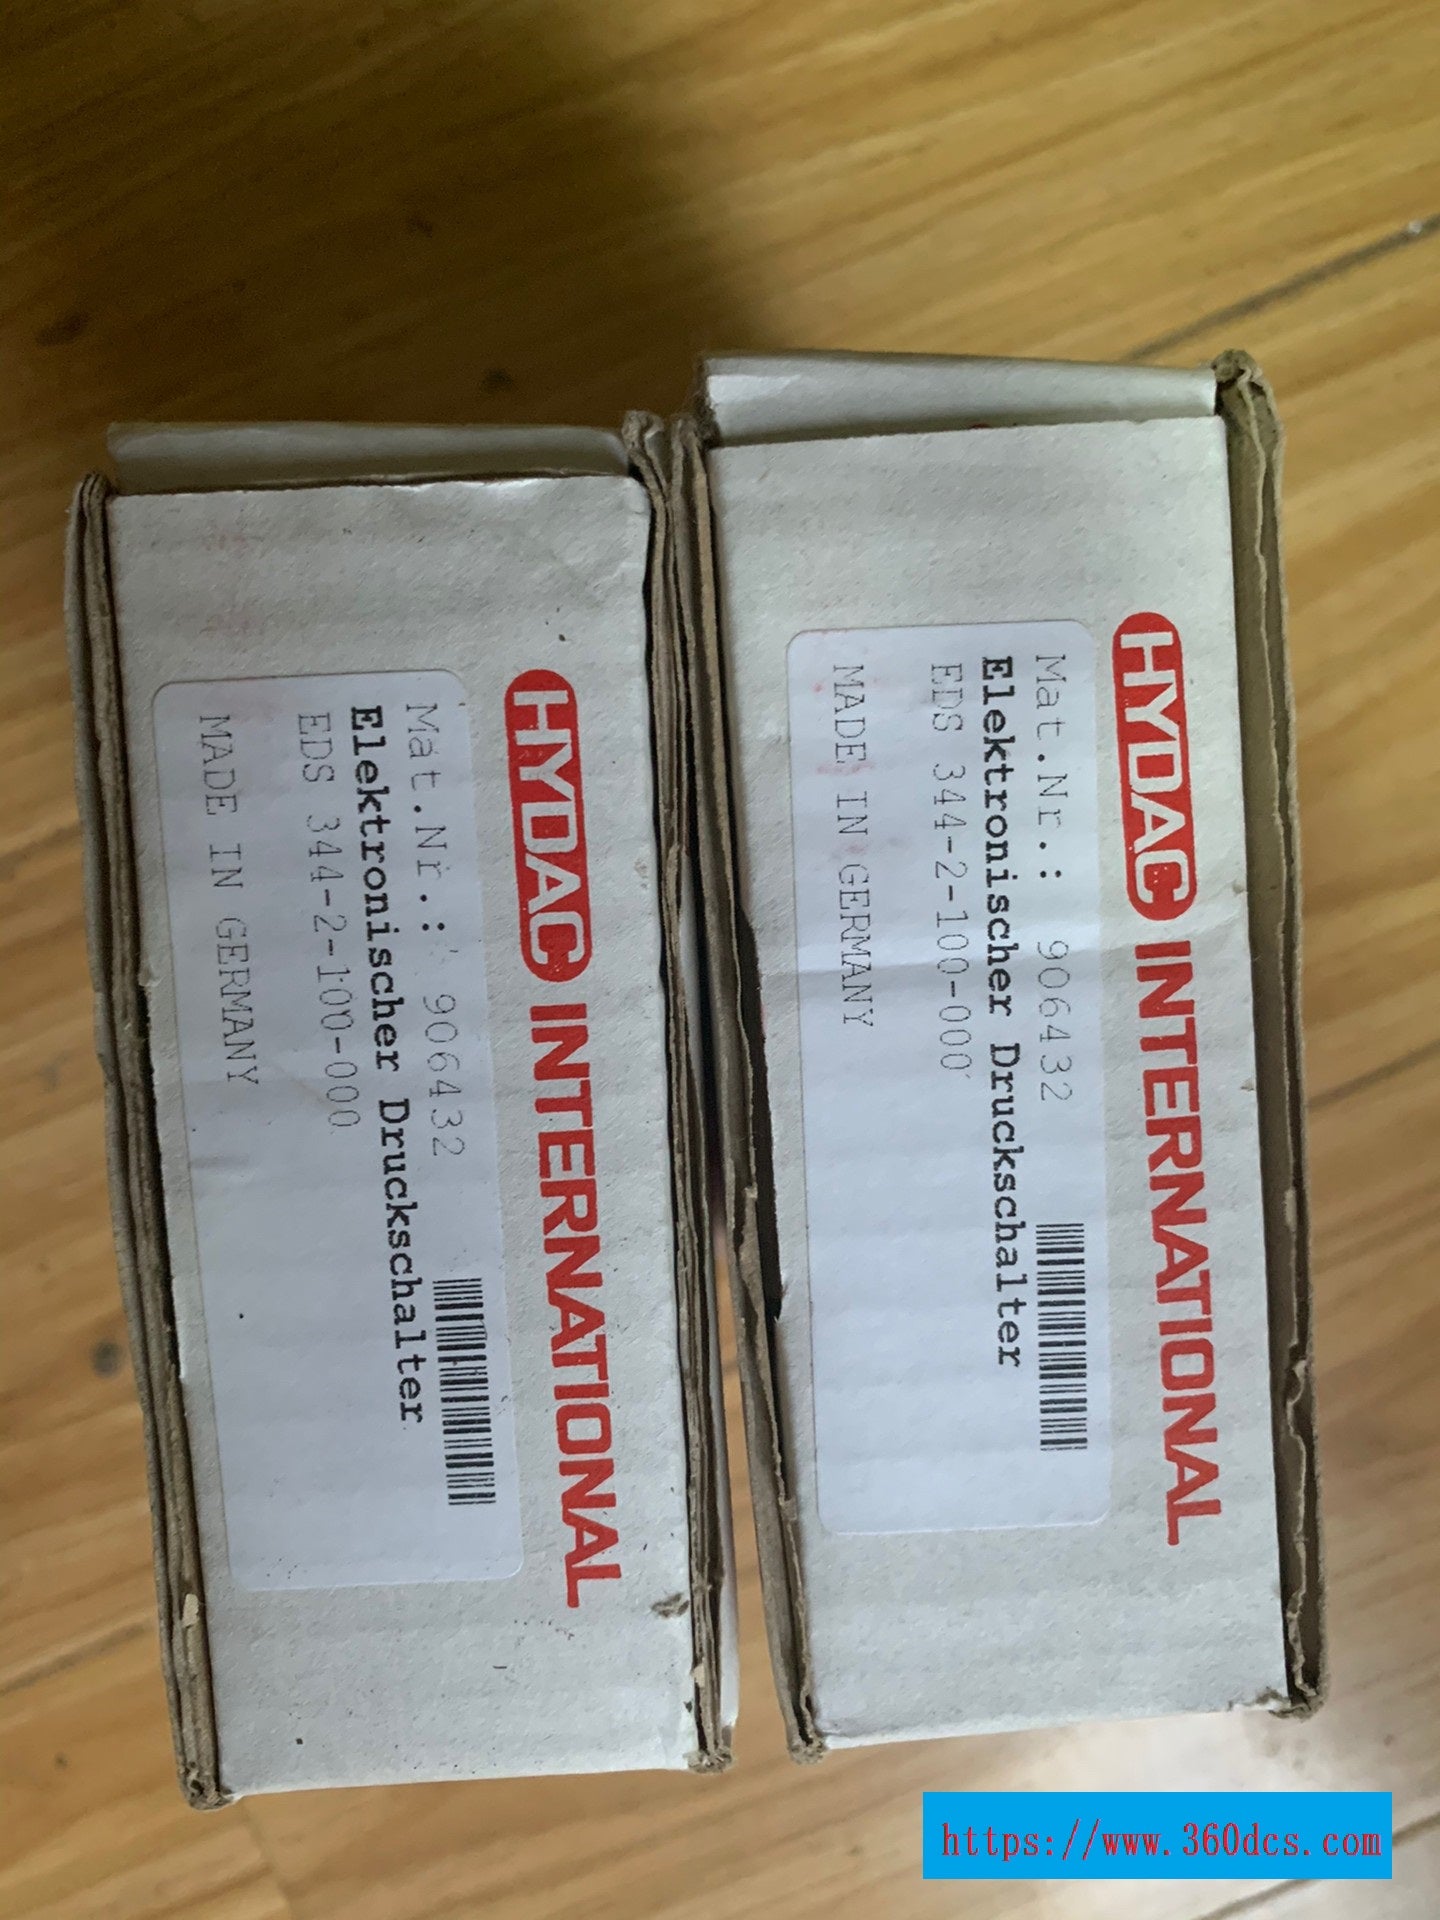 HYDAC INTERNATIONAL
Mat.Nr.: 906432
Elektronischer Druckschalter
EDS 344-2-100-000
MADE IN GERMANY
HYDAC INTERNATIONAL
Mat.Nr.: 906432
Elektronischer Druckschalter
EDS 344-2-100-000
MADE IN GERMANY
https://www.360dcs.com